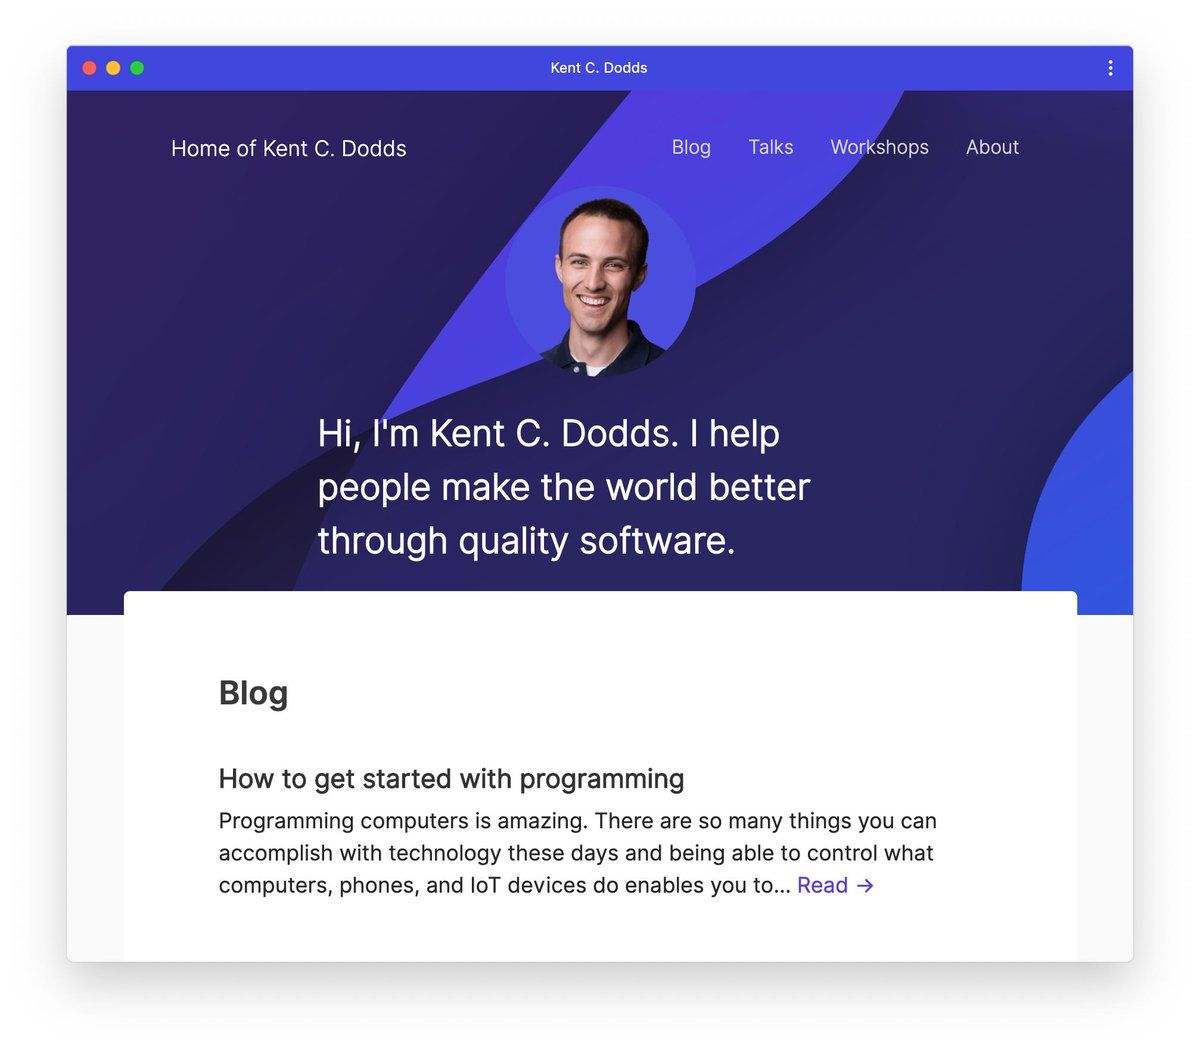 Kent C. Dodds
Home of Kent C. Dodds
Blog Talks Workshops About
Hi, I'm Kent C. Dodds. I help
people make the world better
through quality software.
Blog
How to get started with programming
Programming computers is amazing. There are so many things you can
accomplish with technology these days and being able to control what
computers, phones, and IoT devices do enables you to... Read →